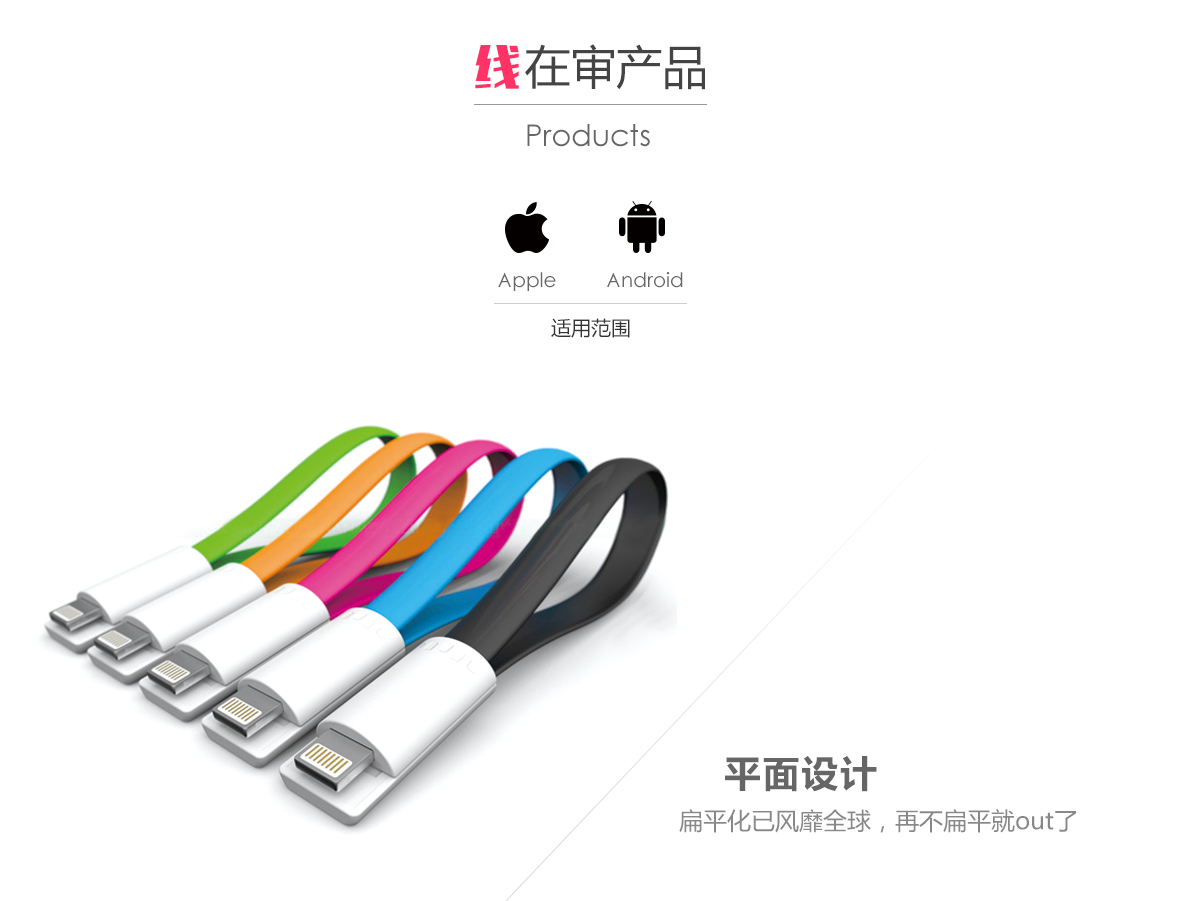 线在审产品
Products
Apple Android
适用范围
平面设计
扁平化已风靡全球，再不扁平就out了